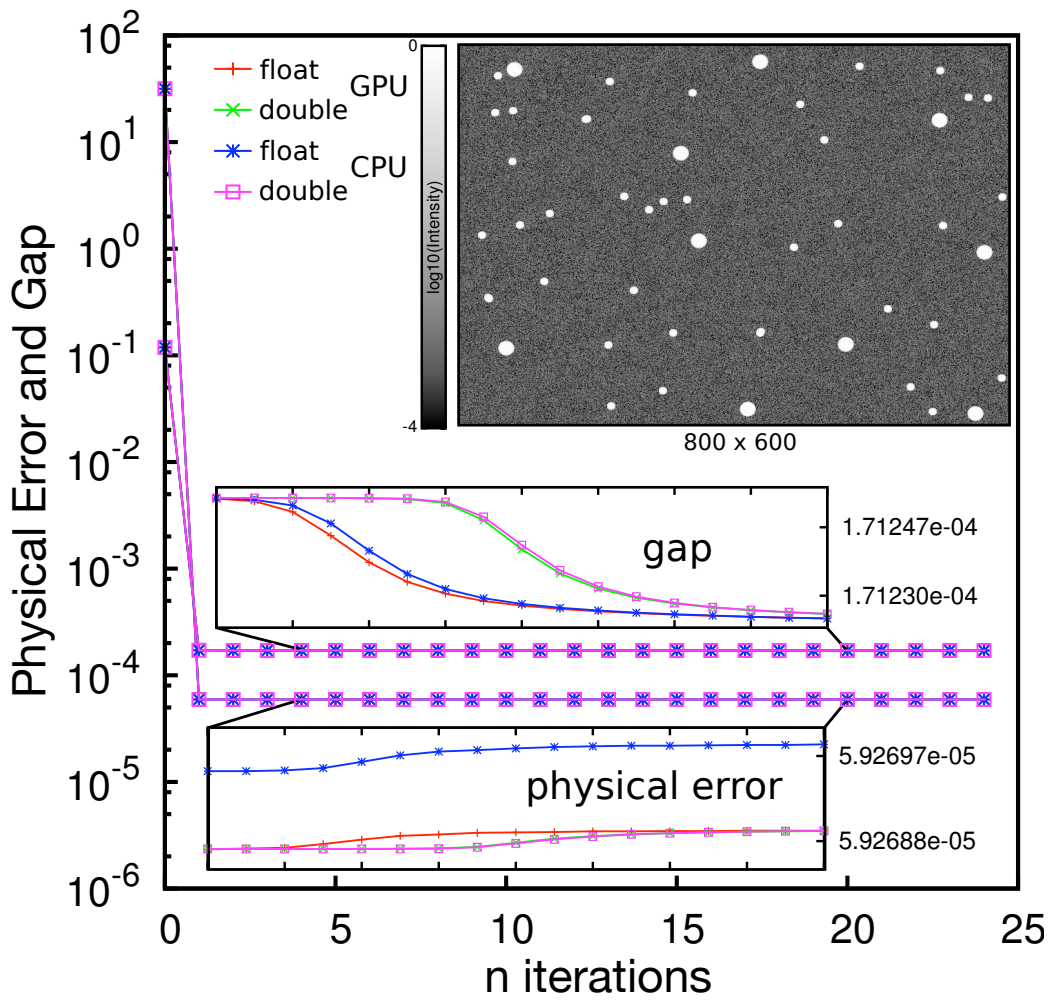 Physical Error and Gap
10^2
10^1
10^0
10^-1
10^-2
10^-3
10^-4
10^-5
10^-6
float
double
GPU
float
double
CPU
0
log10(Intensity)
-4
800 x 600
gap
1.71247e-04
1.71230e-04
physical error
5.92697e-05
5.92688e-05
0 5 10 15 20 25
n iterations